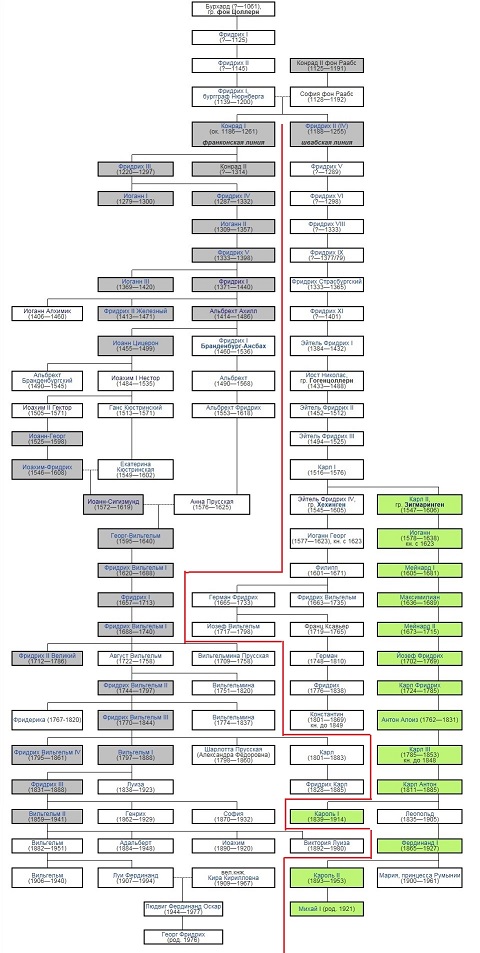 Бурхард (?—1061),
гр. фон Цоллерн
Фридрих I
(?—1125)
Фридрих II
(?—1145)
Конрад II фон Раабс
(1125—1191)
Фридрих I,
бургграф Нюрнберга
(1139—1200)
София фон Раабс
(1128—1192)
Конрад I
(ок. 1186—1261)
франконская линия
Фридрих II (IV)
(1188—1255)
швабская линия
Фридрих III
(1220—1297)
Конрад II
(?—1314)
Фридрих V
(?—1289)
Иоганн I
(1279—1300)
Фридрих IV
(1287—1332)
Фридрих VI
(?—1298)
Иоганн II
(1309—1357)
Фридрих VIII
(?—1333)
Фридрих V
(1333—1398)
Фридрих IX
(?—1377/79)
Иоганн III
(1369—1420)
Фридрих I
(1371—1440)
Фридрих Страсбургский
(1333—1365)
Иоганн Алхимик
(1406—1460)
Фридрих II Железный
(1413—1471)
Альбрехт Ахилл
(1414—1486)
Фридрих XI
(?—1401)
Иоганн Цицерон
(1455—1499)
Фридрих I
Бранденбург-Ансбах
(1460—1536)
Эйтель Фридрих I
(1384—1432)
Альбрехт
Бранденбургский
(1490—1545)
Иоахим I Нестор
(1484—1535)
Альбрехт
(1490—1568)
Иост Николас,
гр. Гогенцоллерн
(1433—1488)
Иоахим II Гектор
(1505—1571)
Ганс Кюстринский
(1513—1571)
Альбрехт Фридрих
(1553—1618)
Эйтель Фридрих II
(1452—1512)
Иоганн-Георг
(1525—1598)
Эйтель Фридрих III
(1494—1525)
Иоахим-Фридрих
(1546—1608)
Екатерина
Кюстринская
(1549—1602)
Карл I
(1516—1576)
Иоганн-Сигизмунд
(1572—1619)
Анна Прусская
(1576—1625)
Эйтель Фридрих IV,
гр. Хехинген
(1545—1605)
Карл II,
гр. Зигмаринген
(1547—1606)
Георг-Вильгельм
(1595—1640)
Иоганн Георг
(1577—1623), кн. с 1623
Иоганн
(1578—1638)
кн. с 1623
Фридрих Вильгельм I
(1620—1688)
Филипп
(1601—1671)
Мейнард I
(1605—1681)
Фридрих I
(1657—1713)
Герман Фридрих
(1665—1733)
Фридрих Вильгельм
(1663—1735)
Максимилиан
(1636—1689)
Фридрих Вильгельм I
(1688—1740)
Иозеф Вильгельм
(1717—1798)
Франц Ксавьер
(1719—1765)
Мейнард II
(1673—1715)
Фридрих II Великий
(1712—1786)
Август Вильгельм
(1722—1758)
Вильгельмина Прусская
(1709—1758)
Герман
(1748—1810)
Иозеф Фридрих
(1702—1769)
Фридрих Вильгельм II
(1744—1797)
Вильгельмина
(1751—1820)
Фридрих
(1776—1838)
Карл Фридрих
(1724—1785)
Фридерика (1767-1820)
Фридрих Вильгельм III
(1770—1844)
Вильгельмина
(1774—1837)
Константин
(1801—1869)
кн. до 1849
Антон Алоиз (1762—1831)
Фридрих Вильгельм IV
(1795—1861)
Вильгельм I
(1797—1888)
Шарлотта Прусская
(Александра Фёдоровна)
(1798—1860)
Карл
(1801—1883)
Карл III
(1785—1853)
кн. до 1848
Фридрих III
(1831—1888)
Луиза
(1838—1923)
Фридрих Карл
(1828—1885)
Карл Антон
(1811—1885)
Вильгельм II
(1859—1941)
Генрих
(1862—1929)
София
(1870—1932)
Кароль I
(1839—1914)
Леопольд
(1835—1905)
Вильгельм
(1882—1951)
Адальберт
(1884—1948)
Иоахим
(1890—1920)
Виктория Луиза
(1892—1980)
Фердинанд I
(1865—1927)
Вильгельм
(1906—1940)
Луи Фердинанд
(1907—1994)
вел.кнж.
Кира Кирилловна
(1909—1967)
Кароль II
(1893—1953)
Мария, принцесса Румынии
(1900—1961)
Людвиг Фердинанд Оскар
(1944—1977)
Михай I (род. 1921)
Георг Фридрих
(род. 1976)